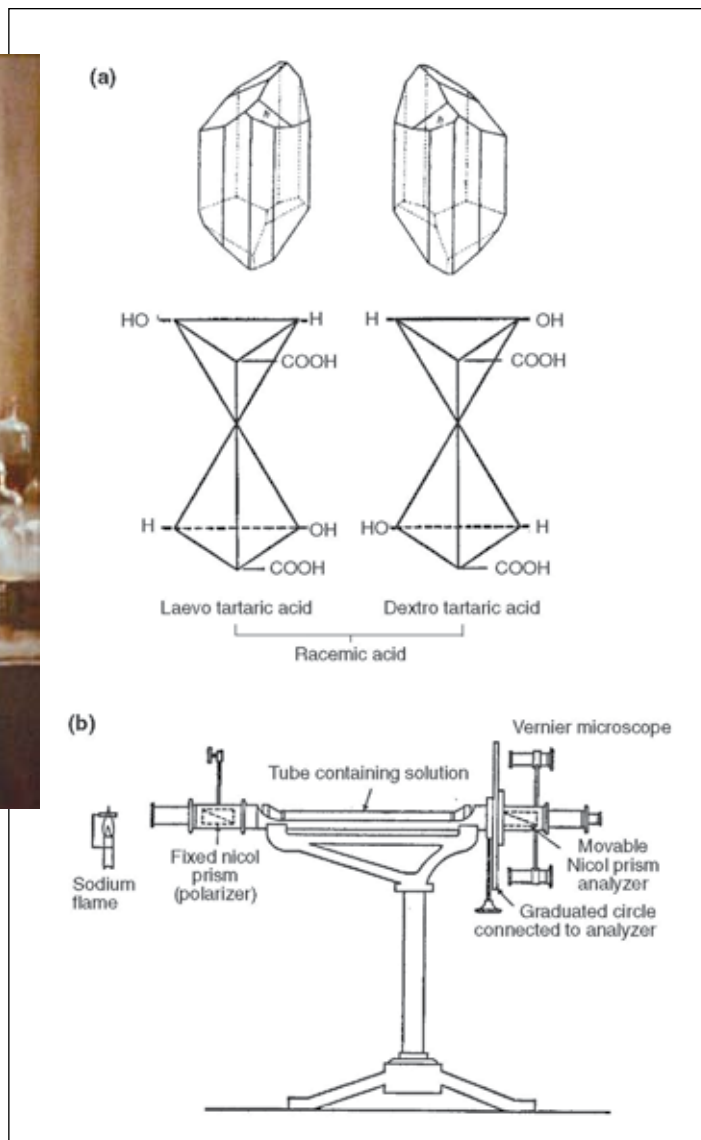 (a)
h
h
HO
H
COOH
H
OH
COOH
H
OH
COOH
HO
H
COOH
Laevo tartaric acid
Dextro tartaric acid
Racemic acid
(b)
Vernier microscope
Tube containing solution
Fixed nicol
prism
(polarizer)
Sodium
flame
Movable
Nicol prism
analyzer
Graduated circle
connected to analyzer